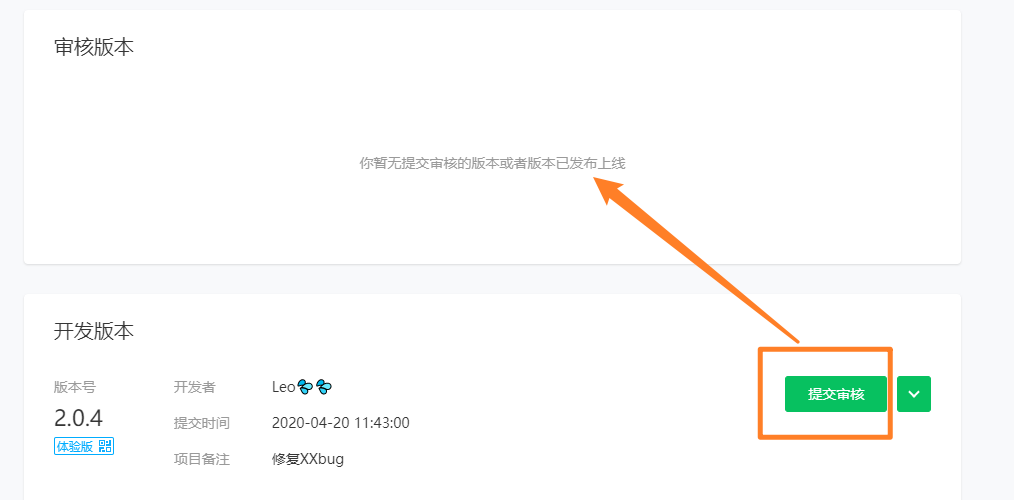 审核版本
你暂无提交审核的版本或者版本已发布上线
开发版本
版本号 开发者 Leo 提交审核
2.0.4 提交时间 2020-04-20 11:43:00
体验版 项目备注 修复XXbug